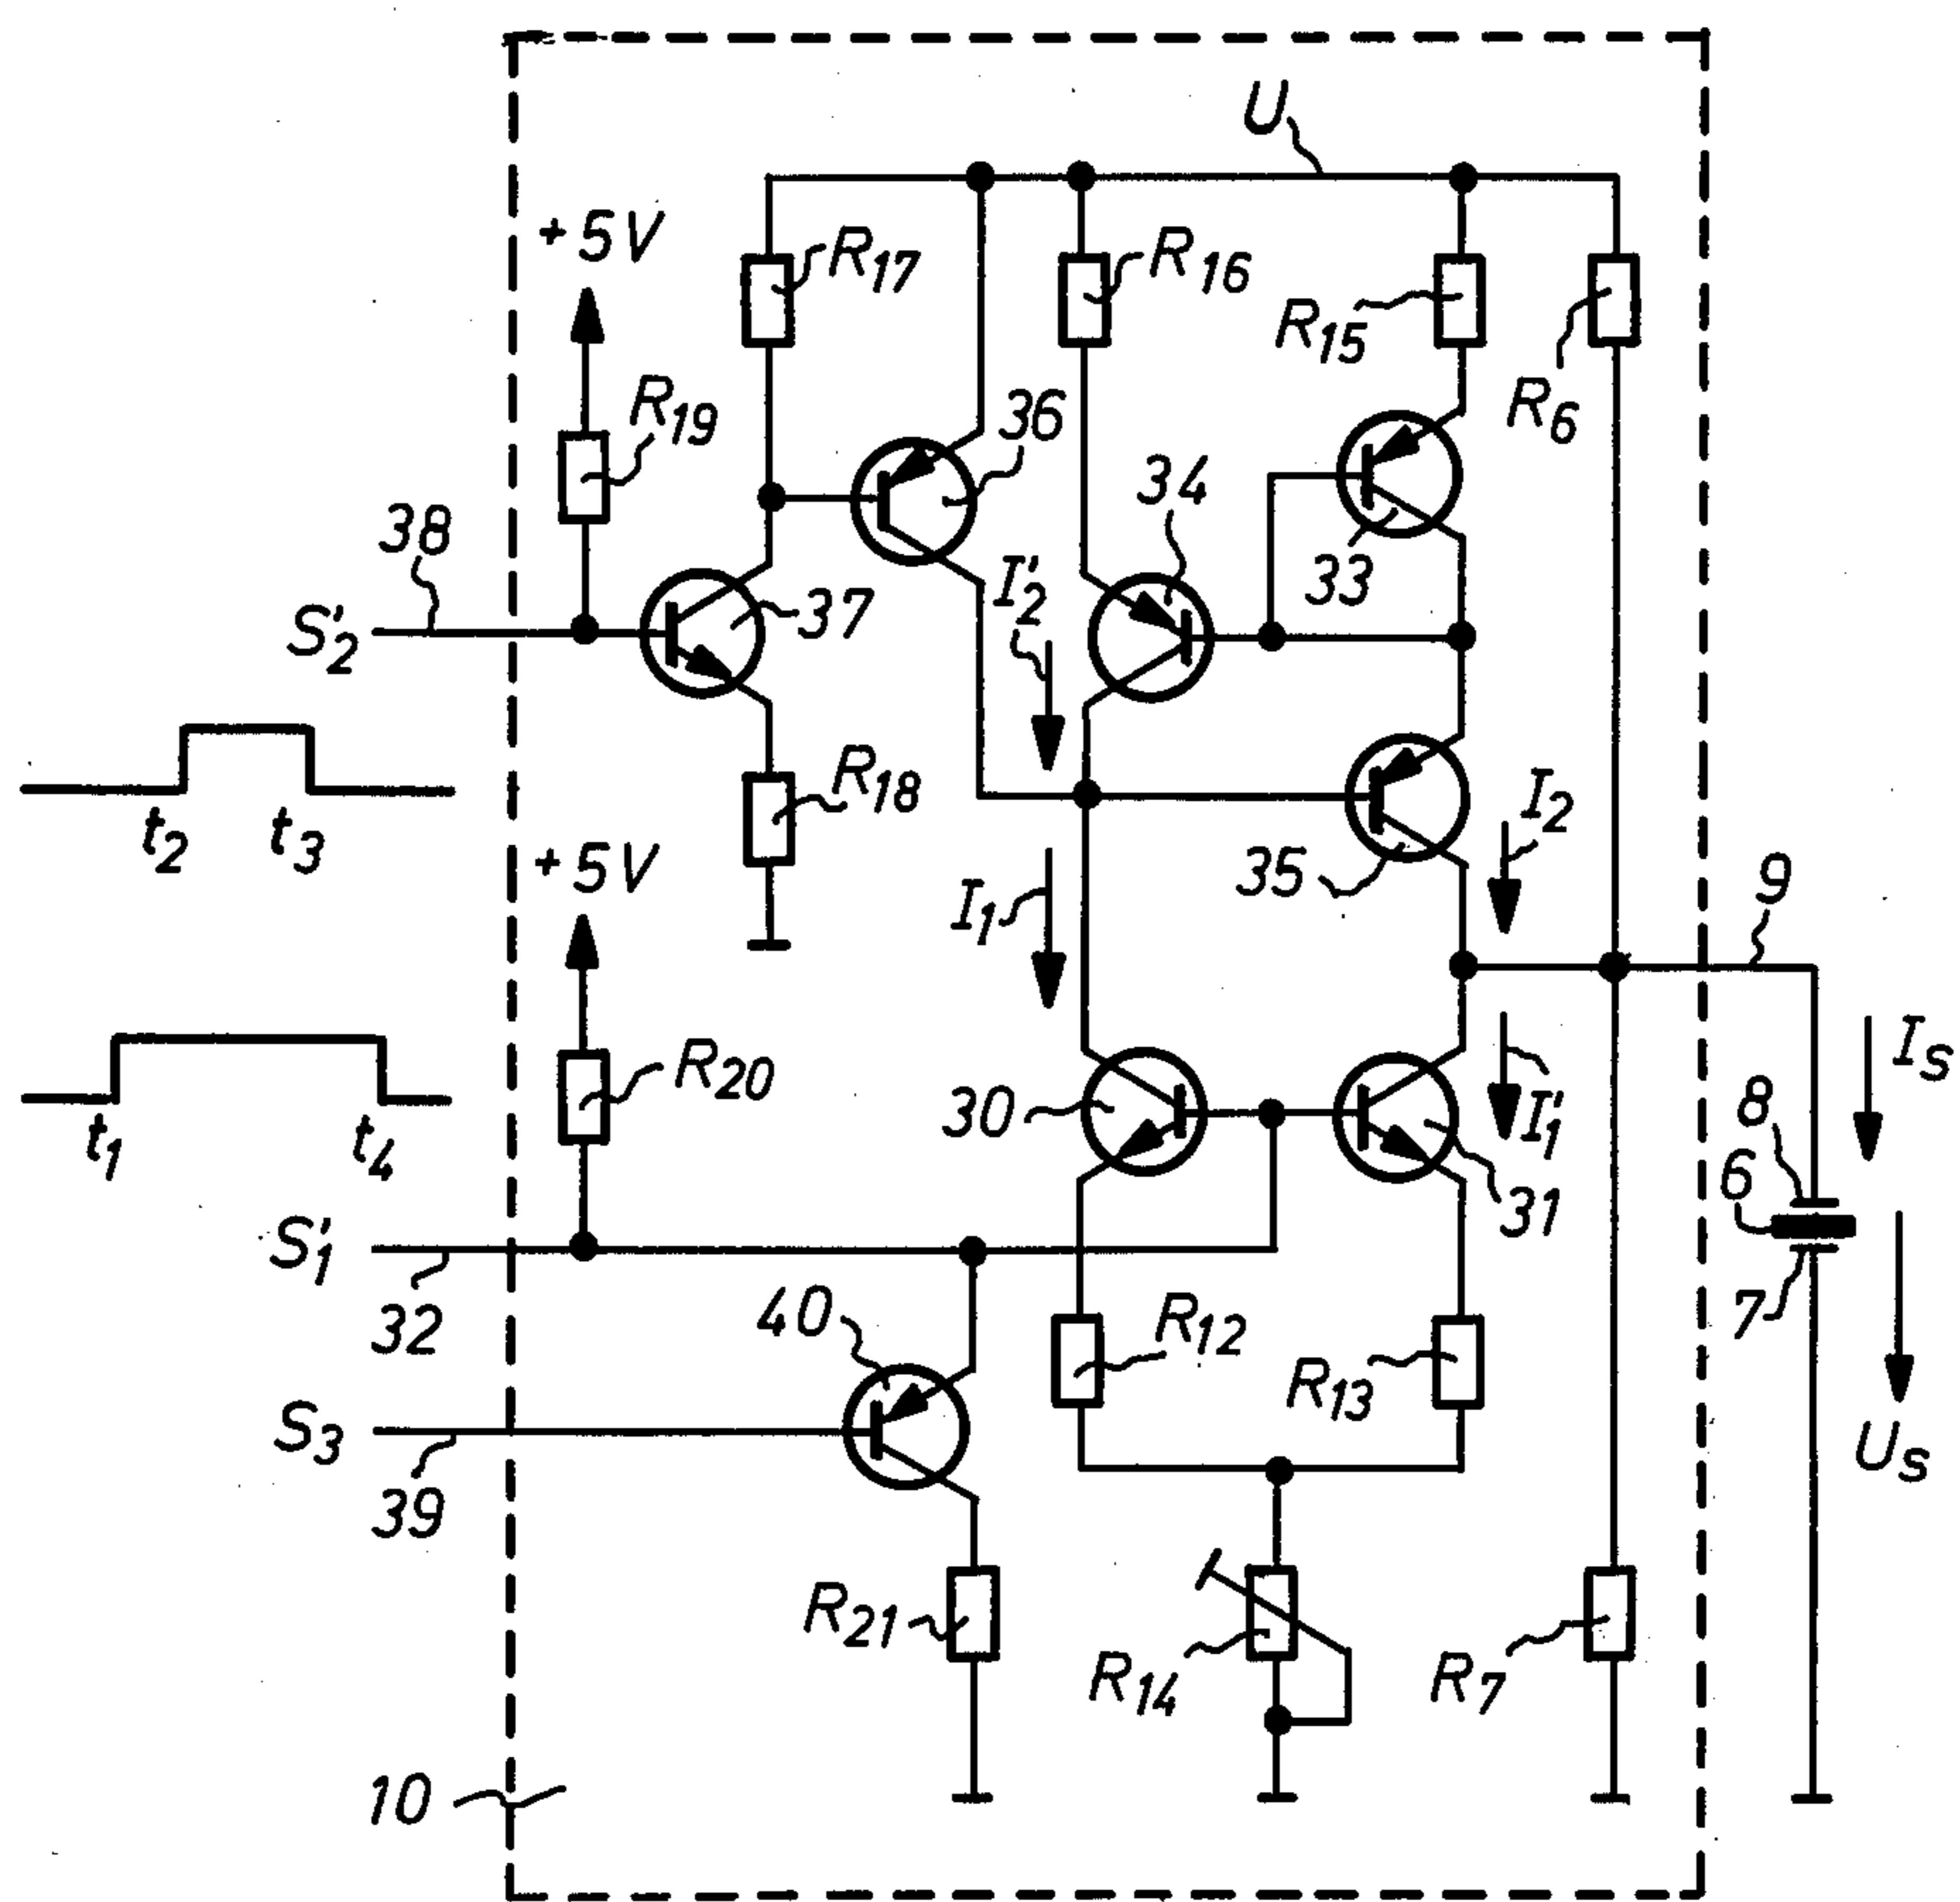 U
+5V
R17
R16
R15
R6
R19
36
34
38
I'2
33
S'2
37
R18
I2
t2
t3
+5V
35
9
I1
R20
30
I'1
IS
8
t1
t4
6
31
S'1
32
40
R12
R13
7
S3
US
39
R21
R14
R7
10